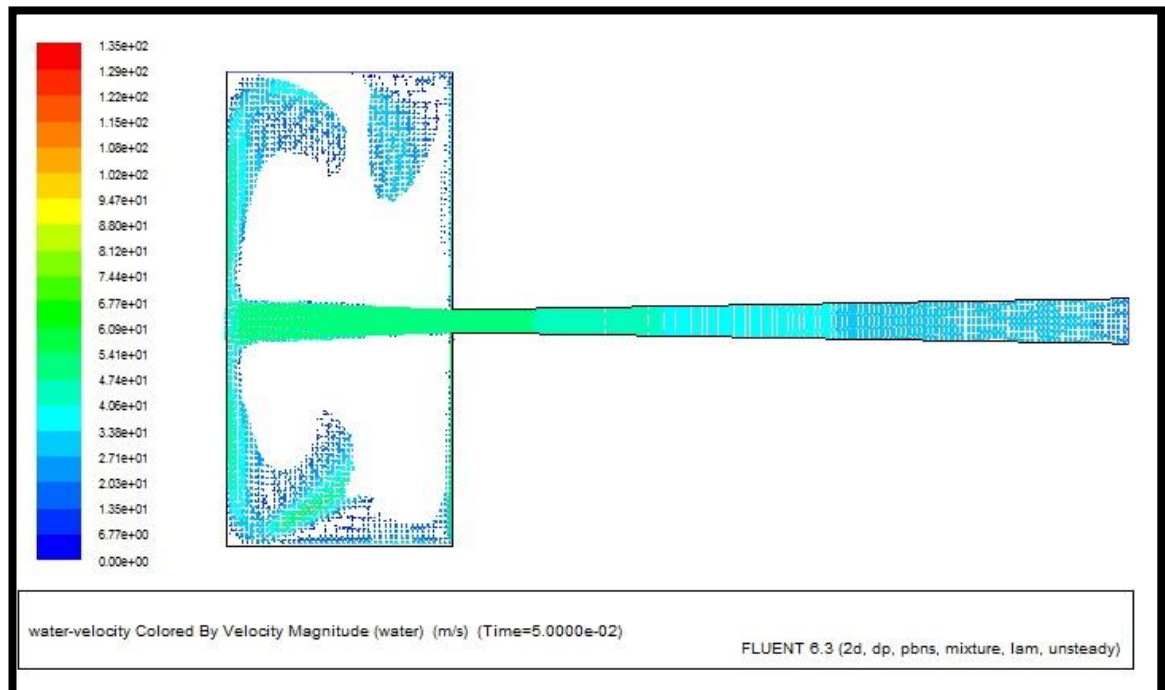 1.35e+02
1.29e+02
1.22e+02
1.15e+02
1.08e+02
1.02e+02
9.47e+01
8.80e+01
8.12e+01
7.44e+01
6.77e+01
6.09e+01
5.41e+01
4.74e+01
4.06e+01
3.38e+01
2.71e+01
2.03e+01
1.35e+01
6.77e+00
0.00e+00
water-velocity Colored By Velocity Magnitude (water) (m/s) (Time=5.0000e-02)
FLUENT 6.3 (2d, dp, pbns, mixture, lam, unsteady)